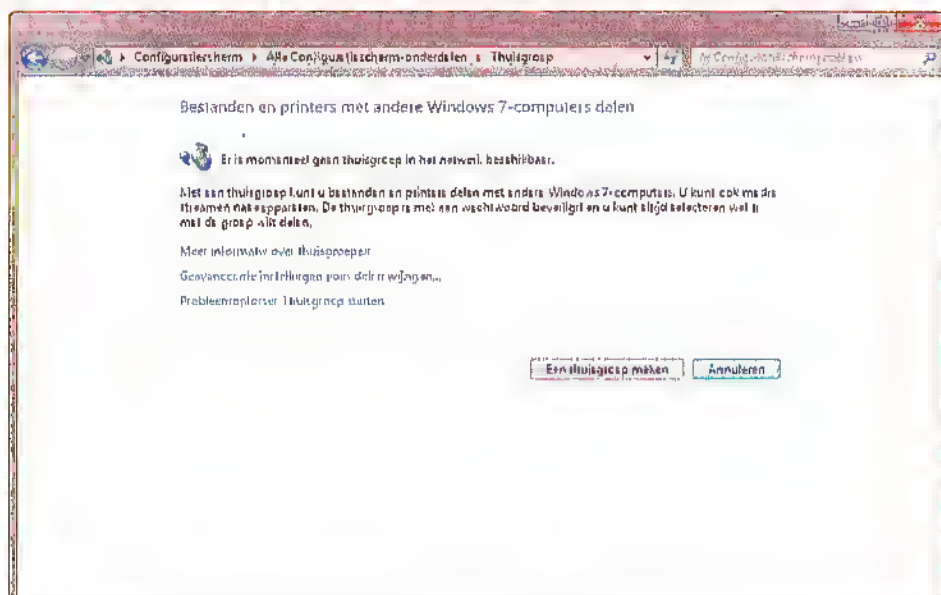 Configuratiescherm ▸ Alle Configuratiescherm-onderdelen ▸ Thuisgroep
Bestanden en printers met andere Windows 7-computers delen
Er is momenteel geen thuisgroep in het netwerk beschikbaar.
Met een thuisgroep kunt u bestanden en printers delen met andere Windows 7-computers. U kunt ook media
streamen naar apparaten. De thuisgroep is met een wachtwoord beveiligd en u kunt altijd selecteren wat u
met de groep wilt delen.
Meer informatie over thuisgroepen
Geavanceerde instellingen voor delen wijzigen...
Probleemoplosser Thuisgroep starten
Een thuisgroep maken
Annuleren